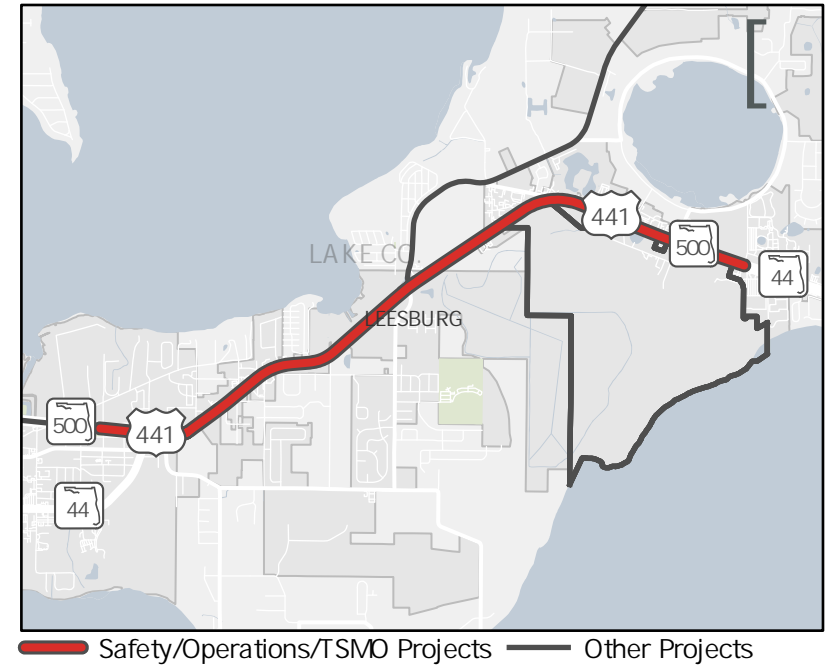 441
500
44
LAKE CO.
LEESBURG
500
441
44
Safety/Operations/TSMO Projects
Other Projects